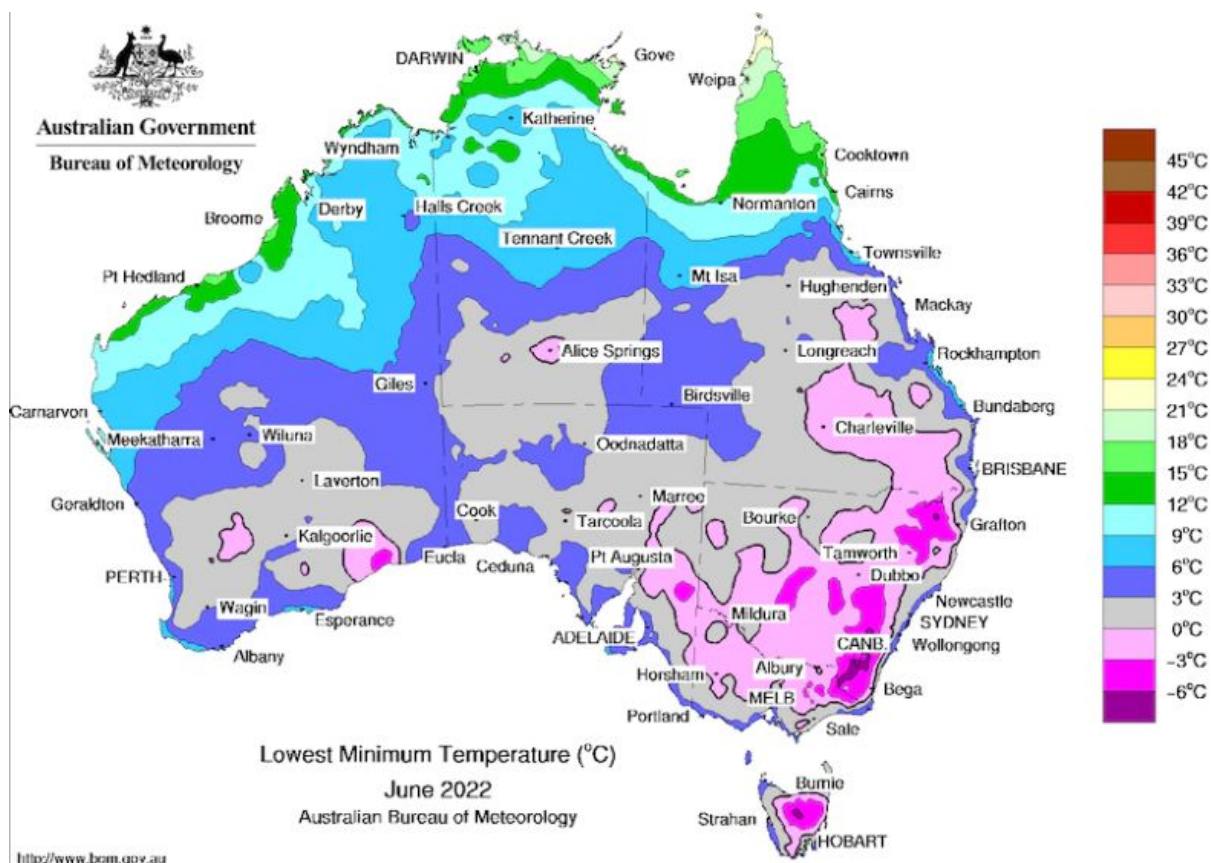 Australian Government
Bureau of Meteorology
DARWIN
Gove
Weipa
Katherine
Wyndham
Cooktown
Cairns
Derby
Halls Creek
Normanton
Broome
Tennant Creek
Townsville
Pt Hedland
Mt Isa
Hughenden
Mackay
Alice Springs
Longreach
Rockhampton
Giles
Birdsville
Carnarvon
Bundaberg
Meekatharra
Wiluna
Oodnadatta
Charleville
BRISBANE
Laverton
Marree
Geraldton
Cook
Tarcoola
Bourke
Grafton
Kalgoorlie
Eucla
Ceduna
Pt Augusta
Tamworth
PERTH
Dubbo
Wagin
Esperance
Mildura
Newcastle
SYDNEY
ADELAIDE
CANB.
Wollongong
Albany
Horsham
Albury
MELB
Bega
Portland
Sale
Burnie
Strahan
HOBART
45°C
42°C
39°C
36°C
33°C
30°C
27°C
24°C
21°C
18°C
15°C
12°C
9°C
6°C
3°C
0°C
-3°C
-6°C
Lowest Minimum Temperature (°C)
June 2022
Australian Bureau of Meteorology
http://www.bom.gov.au